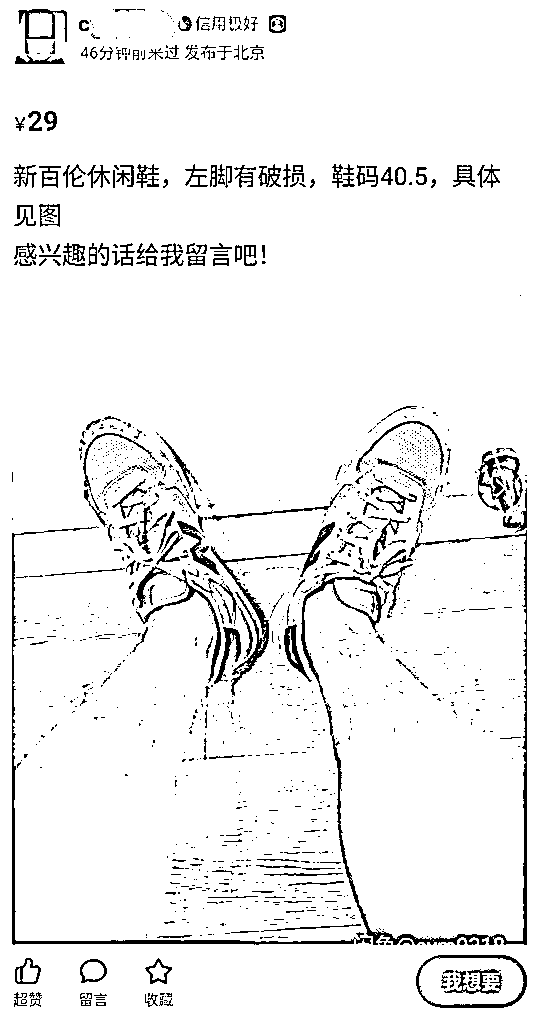 c
信用极好
46分钟前来过 发布于北京
¥29
新百伦休闲鞋，左脚有破损，鞋码40.5，具体
见图
感兴趣的话给我留言吧！
超赞 留言 收藏 我想要